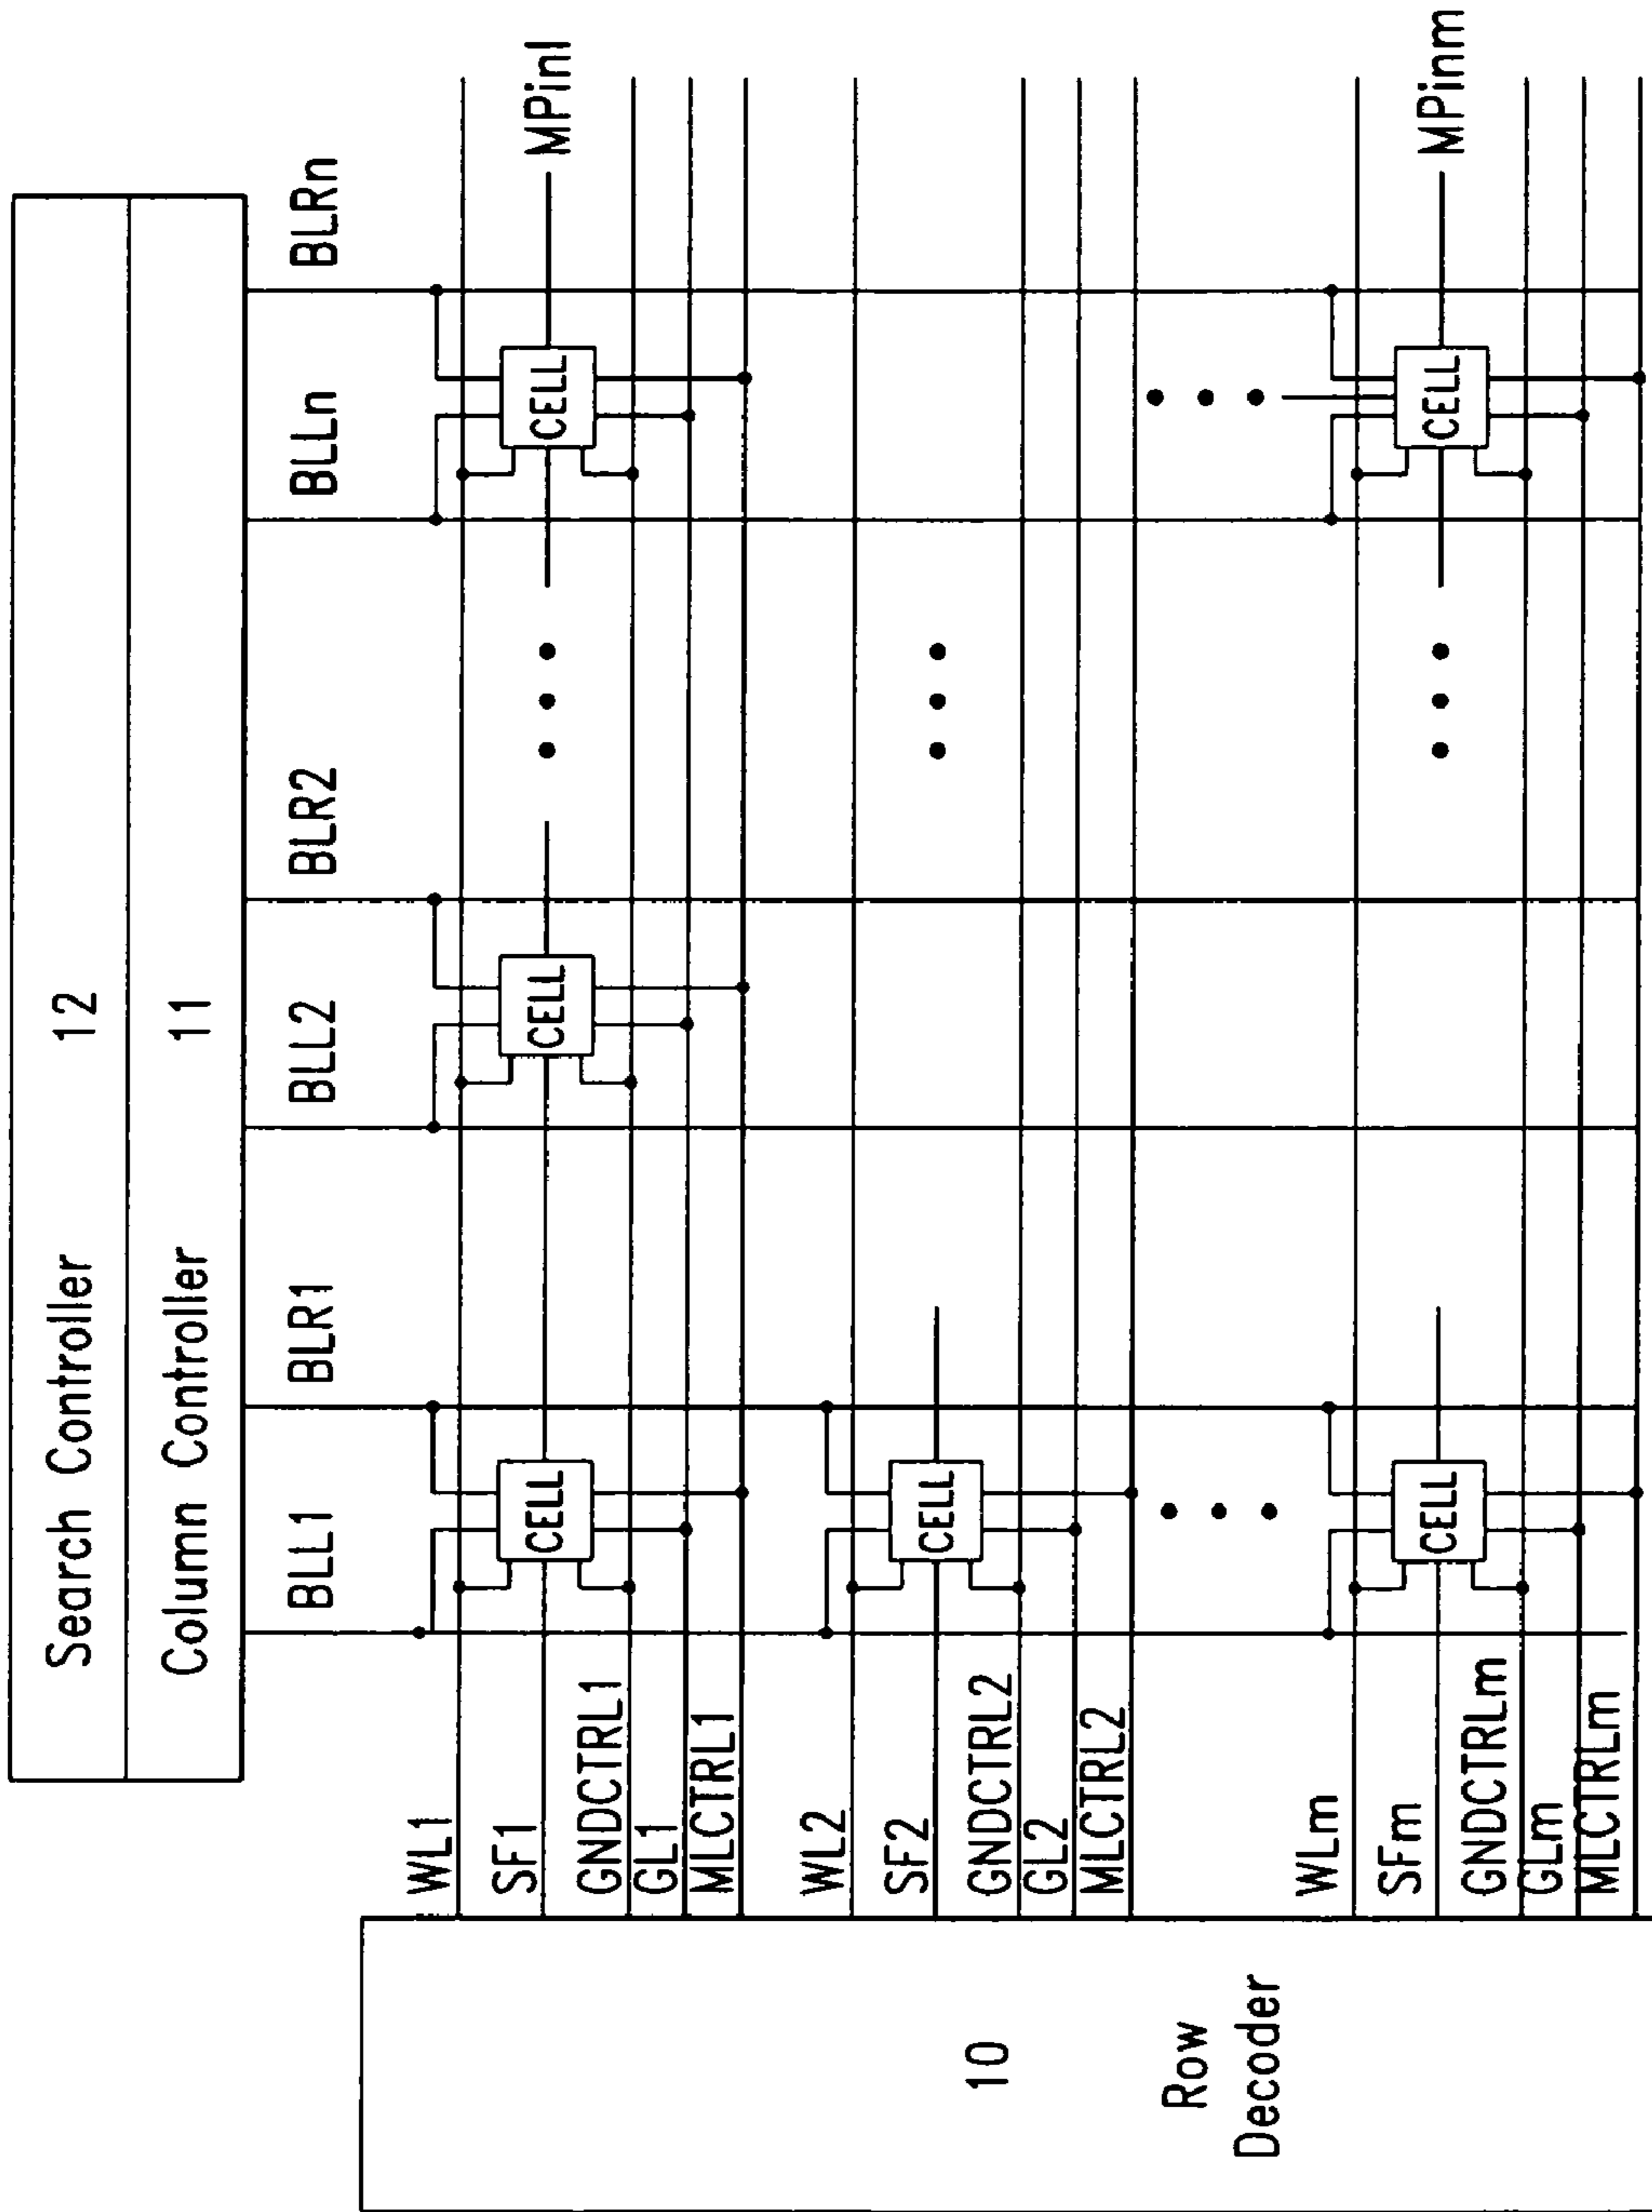 Search Controller 12
Column Controller 11
BLL1 BLR1 BLL2 BLR2 BLLn BLRn
WL1
SF1 CELL CELL CELL MPin1
GNDCTRL1
GL1
MLCTRL1
WL2
SF2 CELL
GNDCTRL2
GL2
MLCTRL2
WLm
SFm CELL CELL MPinm
GNDCTRLm
GLm
MLCTRLm
10
Row
Decoder